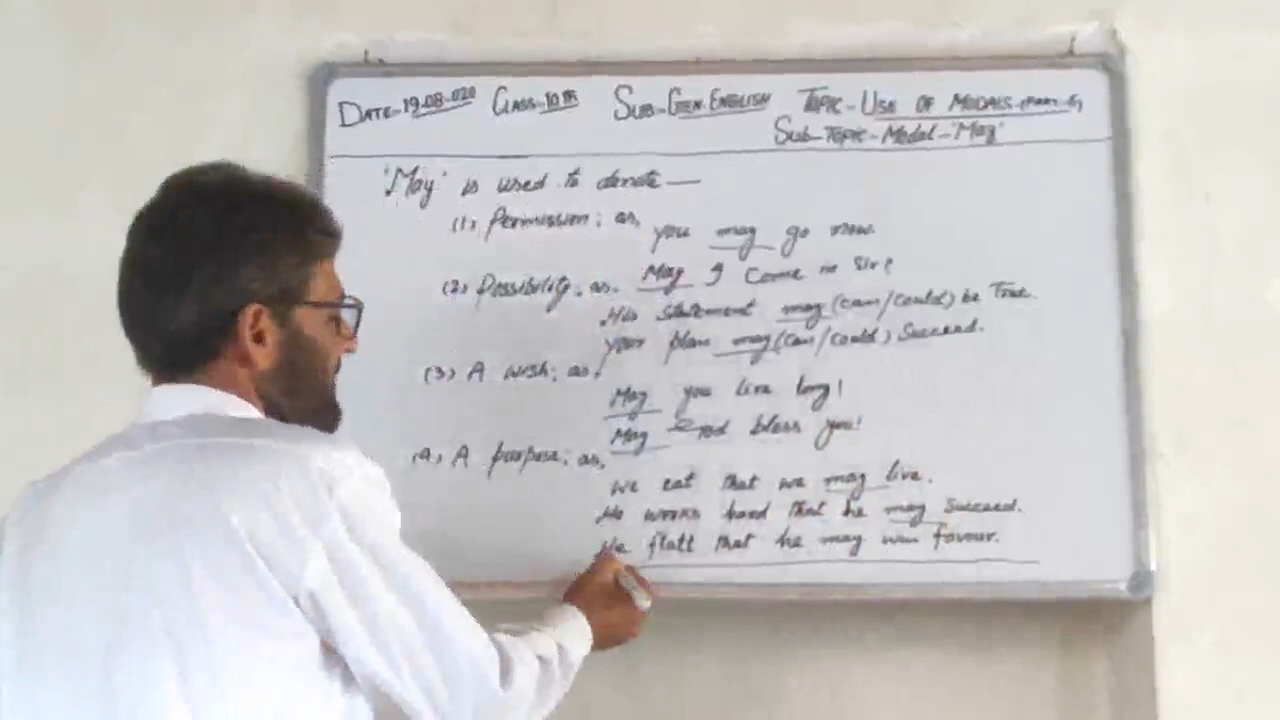 DATE-19-08-020 CLASS-10th SUB-GEN.ENGLISH TOPIC-USE OF MODALS
SUB-TOPIC-Modal-'May'
'May' is used to denote—
(1) Permission; as, you may go now.
May I come in sir?
(2) Possibility; as, His statement may (can/could) be True.
your plan may (can/could) Succeed.
(3) A wish; as,
May you live long!
May God bless you!
(4) A purpose; as,
we eat that we may live.
He works hard that he may Succeed.
He flatt that he may win favour.